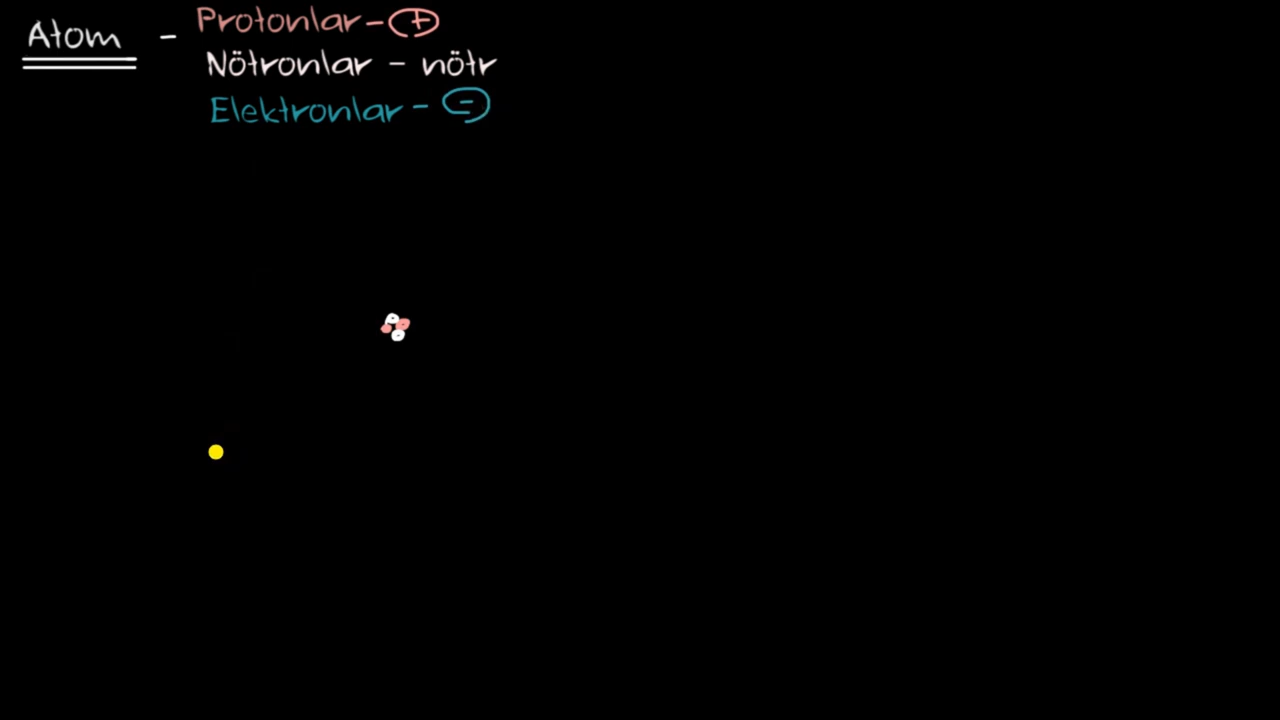 Atom - Protonlar - +
Nötronlar - nötr
Elektronlar - -